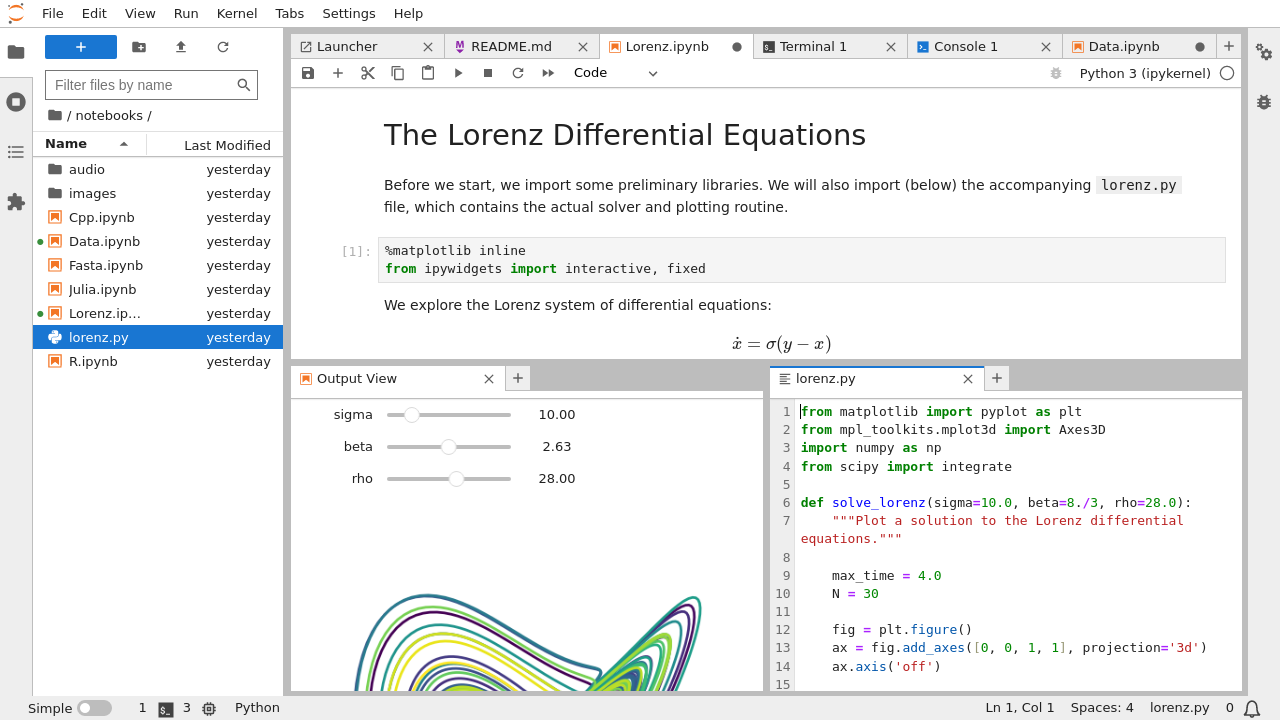 File Edit View Run Kernel Tabs Settings Help
Filter files by name
/ notebooks /
Name Last Modified
audio yesterday
images yesterday
Cpp.ipynb yesterday
Data.ipynb yesterday
Fasta.ipynb yesterday
Julia.ipynb yesterday
Lorenz.ip... yesterday
lorenz.py yesterday
R.ipynb yesterday
Launcher README.md Lorenz.ipynb Terminal 1 Console 1 Data.ipynb
Code Python 3 (ipykernel)
The Lorenz Differential Equations
Before we start, we import some preliminary libraries. We will also import (below) the accompanying lorenz.py
file, which contains the actual solver and plotting routine.
[1]: %matplotlib inline
from ipywidgets import interactive, fixed
We explore the Lorenz system of differential equations:
ẋ = σ(y − x)
Output View
sigma 10.00
beta 2.63
rho 28.00
lorenz.py
1 from matplotlib import pyplot as plt
2 from mpl_toolkits.mplot3d import Axes3D
3 import numpy as np
4 from scipy import integrate
5
6 def solve_lorenz(sigma=10.0, beta=8./3, rho=28.0):
7 """Plot a solution to the Lorenz differential
equations."""
8
9 max_time = 4.0
10 N = 30
11
12 fig = plt.figure()
13 ax = fig.add_axes([0, 0, 1, 1], projection='3d')
14 ax.axis('off')
15
Simple 1 3 Python Ln 1, Col 1 Spaces: 4 lorenz.py 0